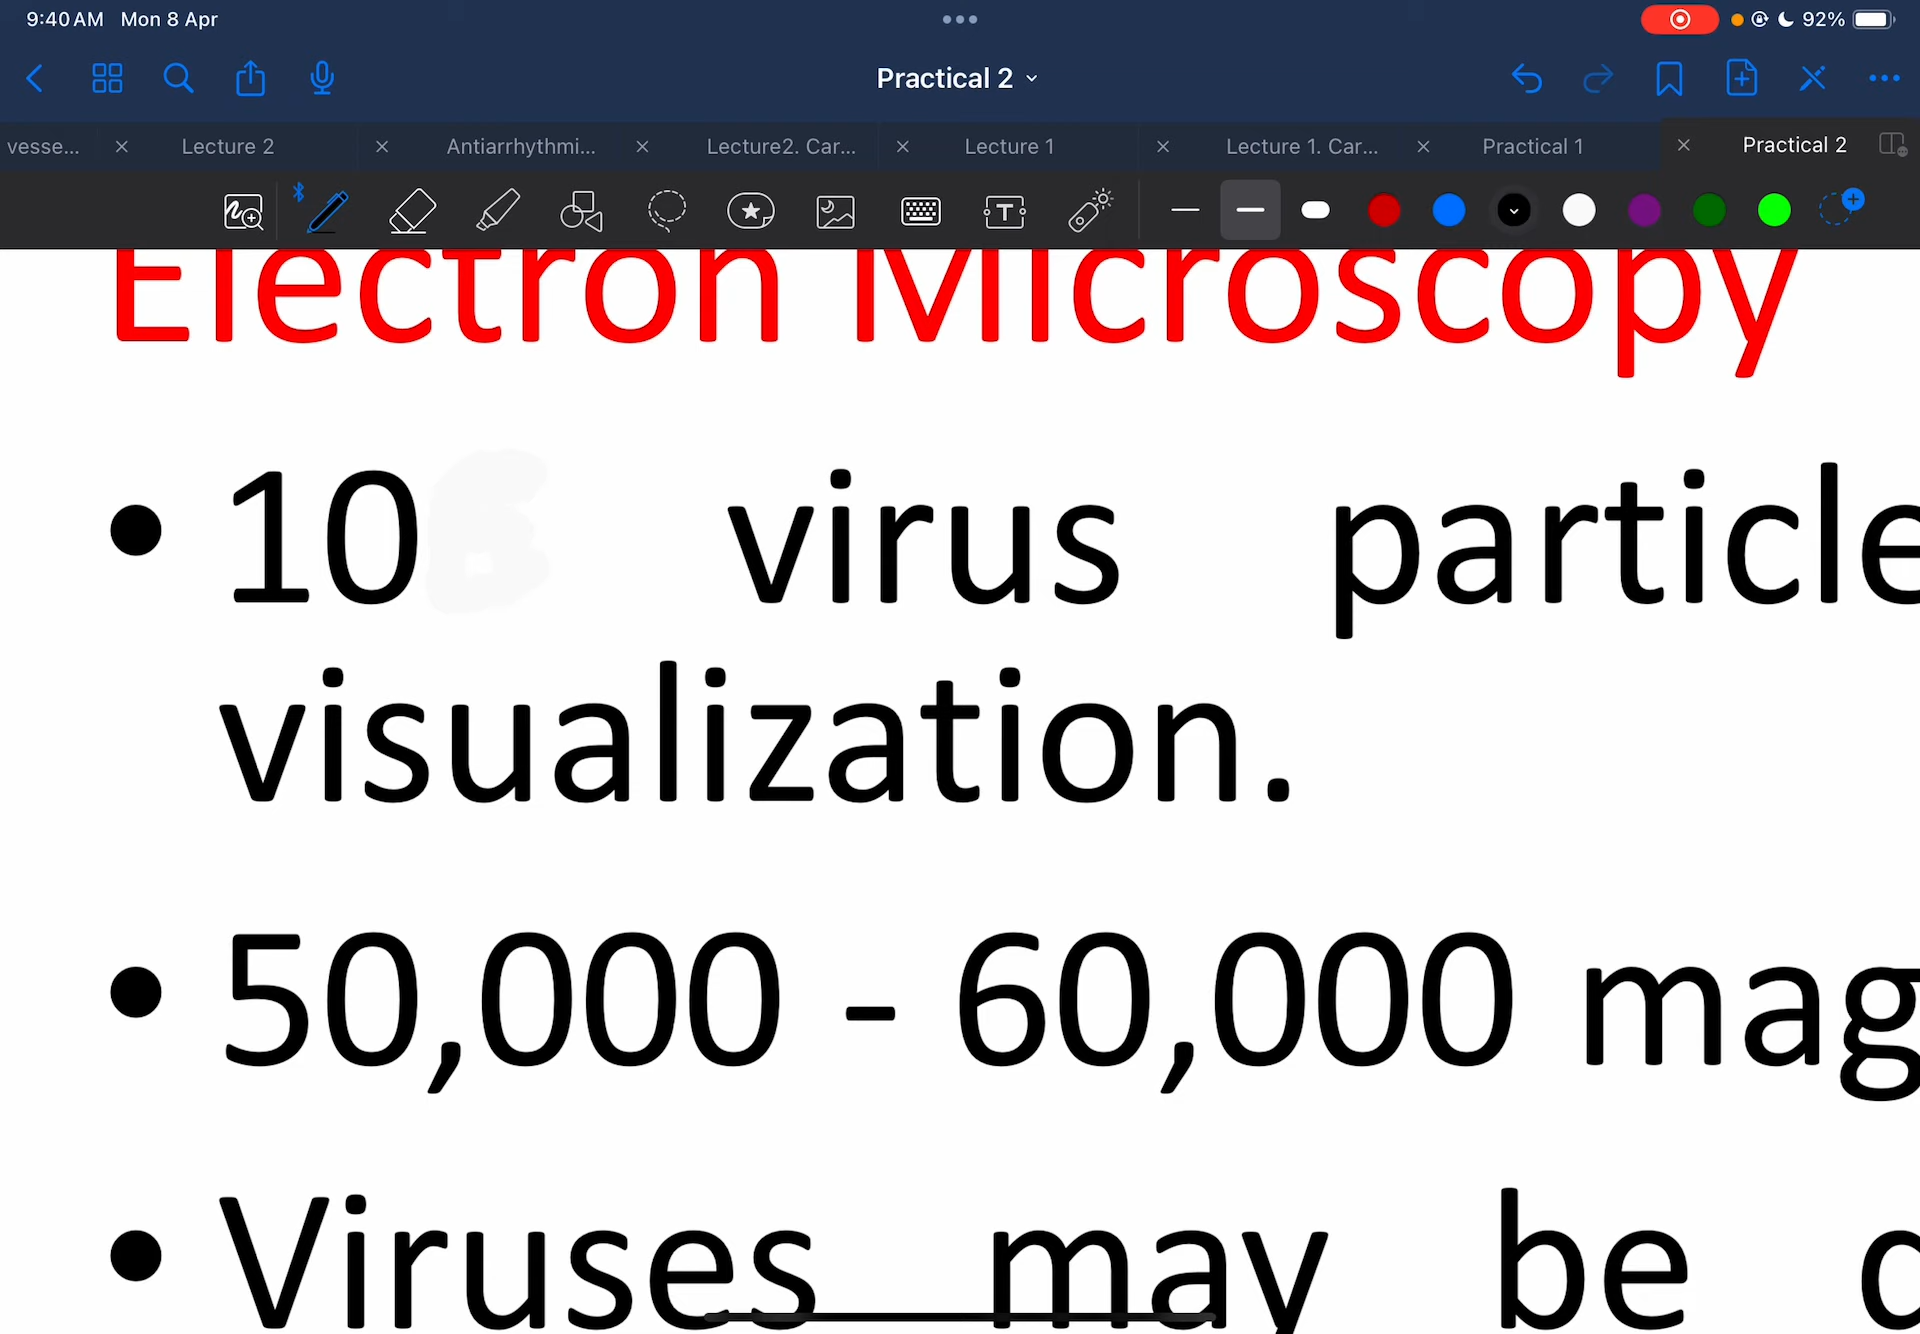 9:40 AM Mon 8 Apr
92%
Practical 2
vesse...
Lecture 2
Antiarrhythmi...
Lecture2. Car...
Lecture 1
Lecture 1. Car...
Practical 1
Practical 2
Electron Microscopy
• 10 virus particle
visualization.
• 50,000 - 60,000 mag
• Viruses may be